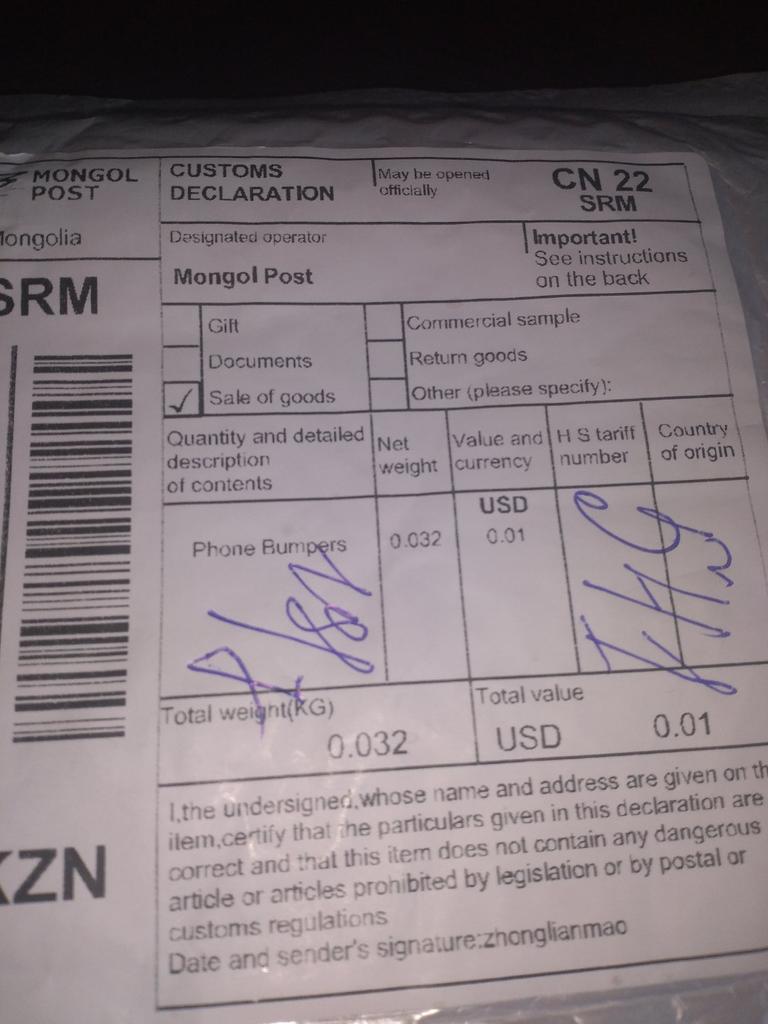 MONGOL
POST
CUSTOMS
DECLARATION
May be opened
officially
CN 22
SRM
Mongolia
Designated operator
Mongol Post
Important!
See instructions
on the back
SRM
Gift
Commercial sample
Documents
Return goods
Sale of goods
Other (please specify):
Quantity and detailed
description
of contents
Net
weight
Value and
currency
H S tariff
number
Country
of origin
USD
Phone Bumpers
0.032
0.01
Total weight(KG)
0.032
Total value
USD 0.01
I,the undersigned,whose name and address are given on the
item,certify that the particulars given in this declaration are
correct and that this item does not contain any dangerous
article or articles prohibited by legislation or by postal or
customs regulations
Date and sender's signature:zhonglianmao
KZN